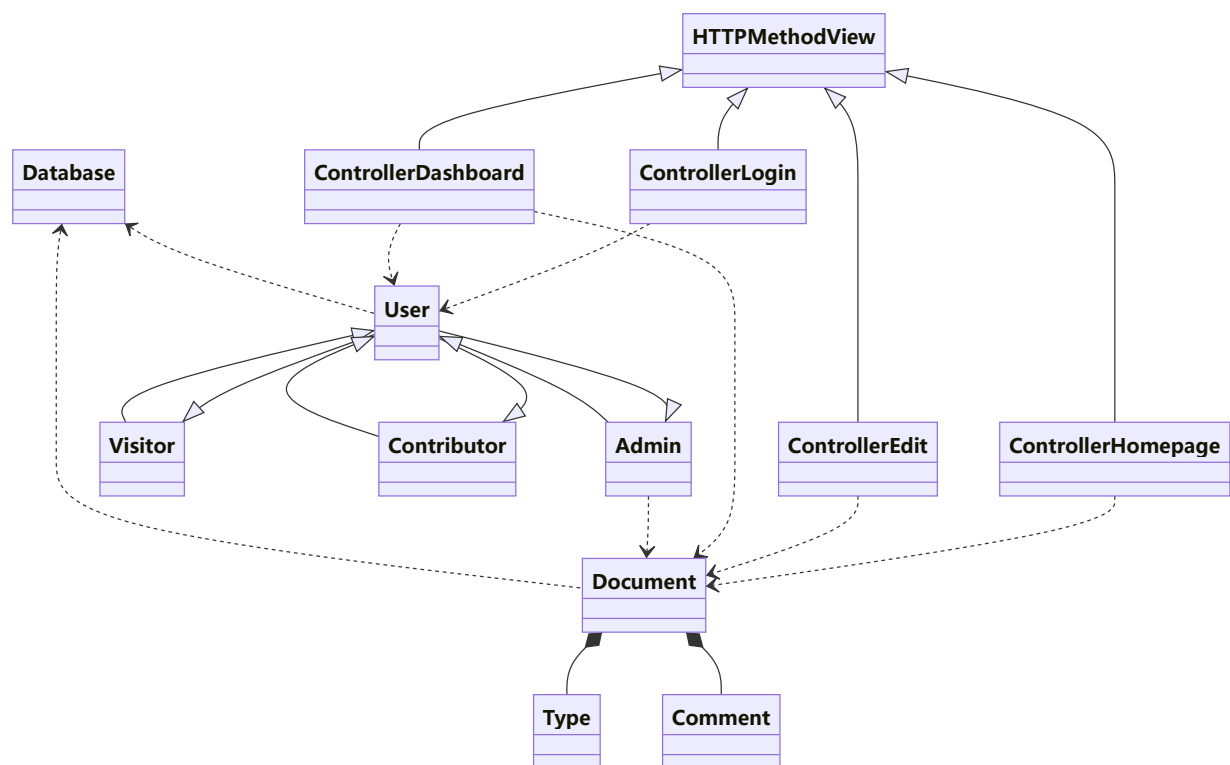 HTTPMethodView
Database
ControllerDashboard
ControllerLogin
User
Visitor
Contributor
Admin
ControllerEdit
ControllerHomepage
Document
Type
Comment